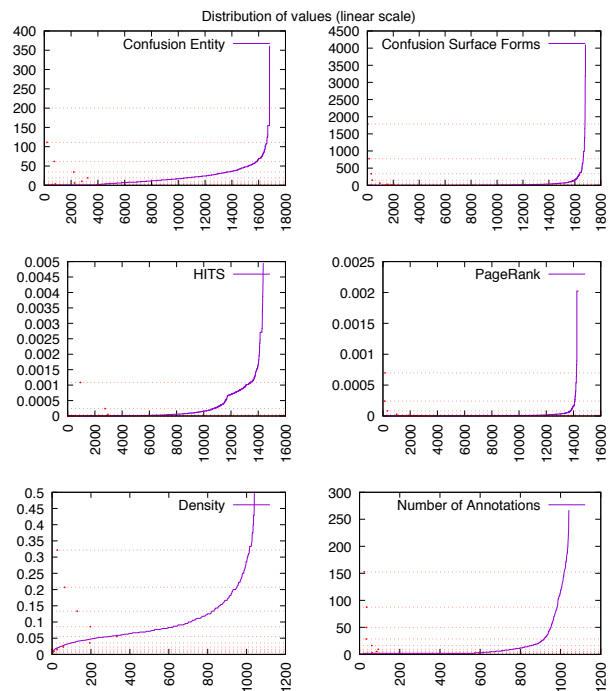 Distribution of values (linear scale)
400 350 300 250 200 150 100 50 0
Confusion Entity
0 2000 4000 6000 8000 10000 12000 14000 16000 18000
4500 4000 3500 3000 2500 2000 1500 1000 500 0
Confusion Surface Forms
0 2000 4000 6000 8000 10000 12000 14000 16000 18000
0.005 0.0045 0.004 0.0035 0.003 0.0025 0.002 0.0015 0.001 0.0005 0
HITS
0 2000 4000 6000 8000 10000 12000 14000 16000
0.0025 0.002 0.0015 0.001 0.0005 0
PageRank
0 2000 4000 6000 8000 10000 12000 14000 16000
0.5 0.45 0.4 0.35 0.3 0.25 0.2 0.15 0.1 0.05 0
Density
0 200 400 600 800 1000 1200
300 250 200 150 100 50 0
Number of Annotations
0 200 400 600 800 1000 1200